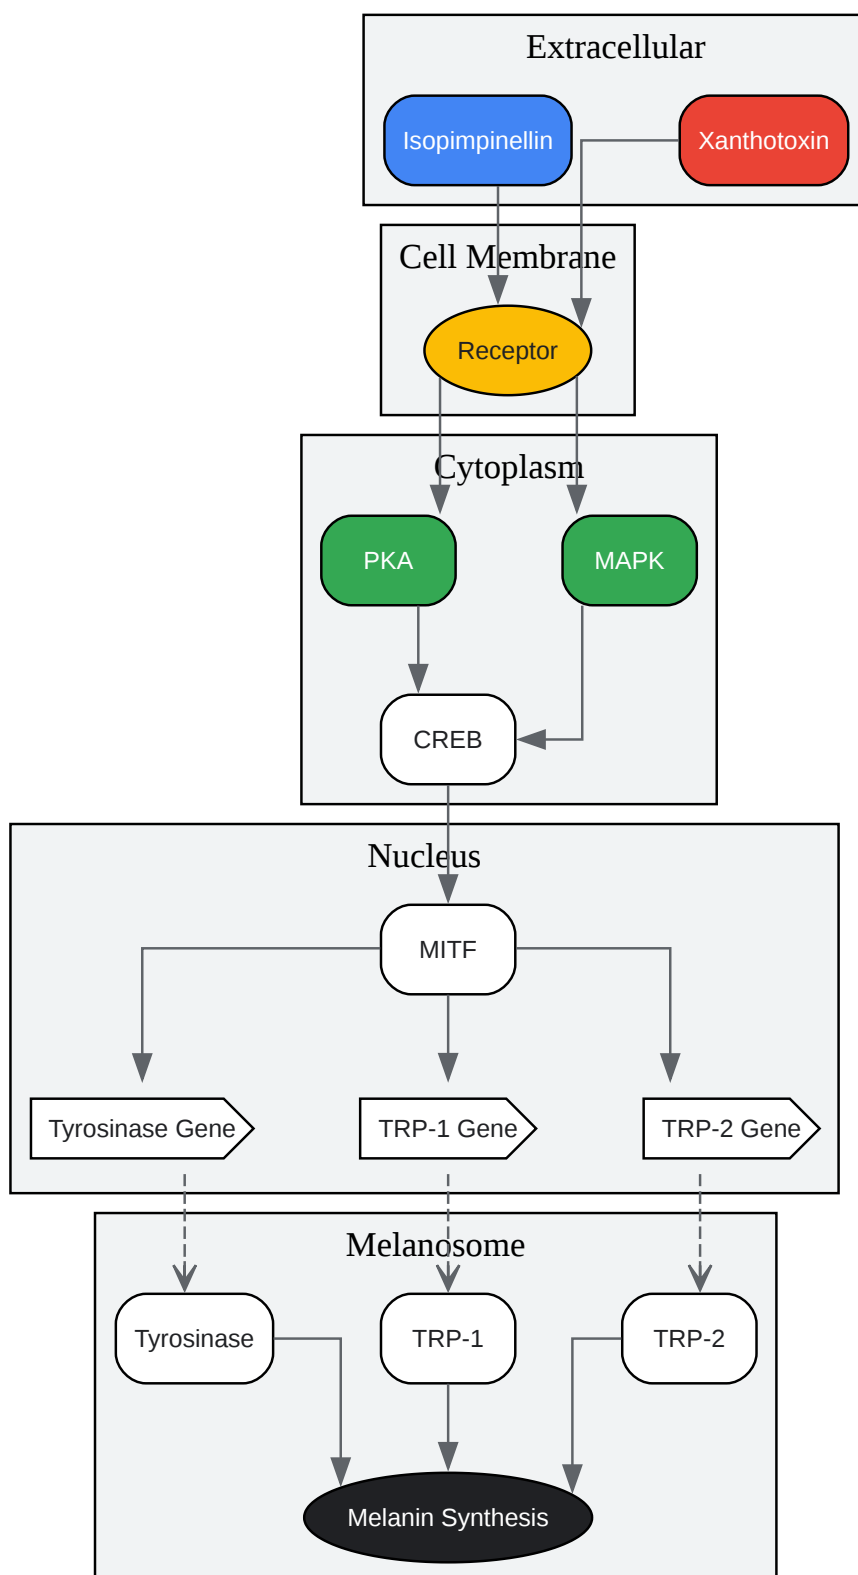 Extracellular
Isopimpinellin
Xanthotoxin
Cell Membrane
Receptor
Cytoplasm
PKA
MAPK
CREB
Nucleus
MITF
Tyrosinase Gene
TRP-1 Gene
TRP-2 Gene
Melanosome
Tyrosinase
TRP-1
TRP-2
Melanin Synthesis